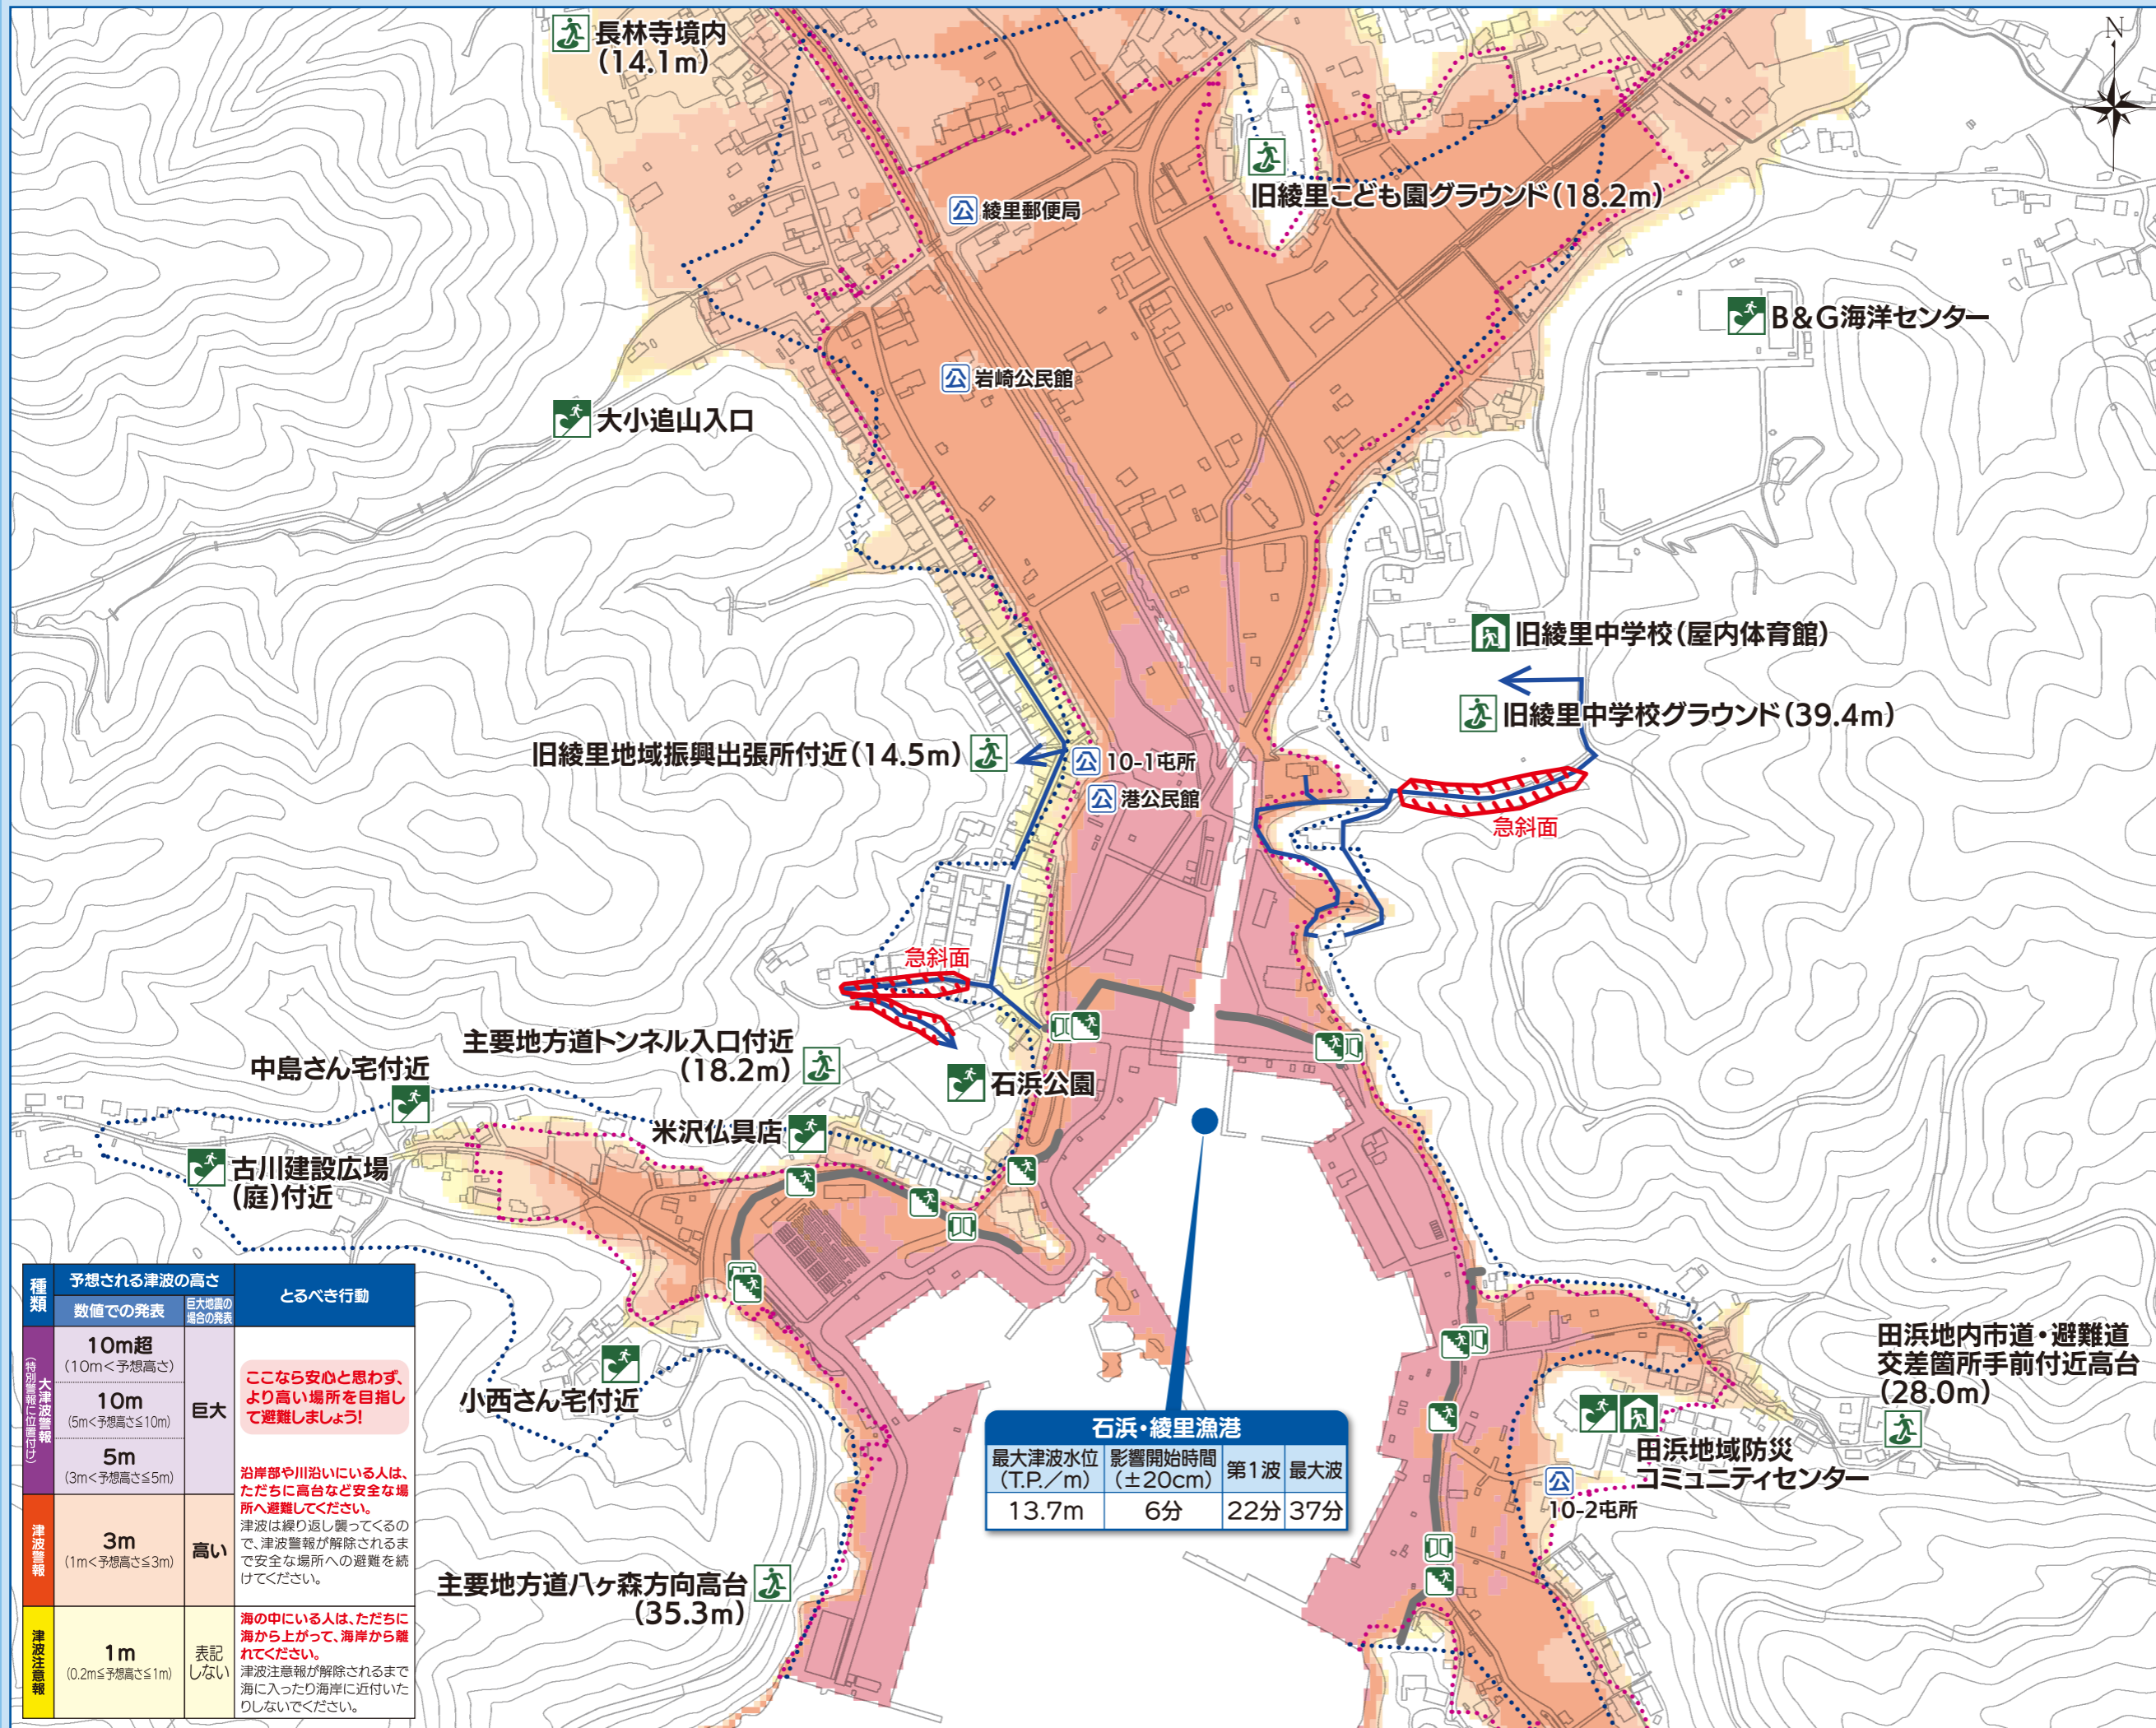 長林寺境内
(14.1m)
N
旧綾里こども園グラウンド(18.2m)
公 綾里郵便局
B&G海洋センター
公 岩崎公民館
大小追山入口
旧綾里中学校(屋内体育館)
旧綾里中学校グラウンド(39.4m)
旧綾里地域振興出張所付近(14.5m)
公 10-1屯所
公 港公民館
急斜面
急斜面
主要地方道トンネル入口付近
(18.2m)
中島さん宅付近
石浜公園
米沢仏具店
古川建設広場
(庭)付近
小西さん宅付近
田浜地内市道・避難道
交差箇所手前付近高台
(28.0m)
田浜地域防災
コミュニティセンター
公
10-2屯所
主要地方道八ヶ森方向高台
(35.3m)
石浜・綾里漁港
最大津波水位
(T.P./m)
影響開始時間
(±20cm)
第1波
最大波
13.7m
6分
22分
37分
種類
予想される津波の高さ
とるべき行動
数値での発表
巨大地震の
場合の発表
大津波警報
(特別警報に位置付け)
10m超
(10m<予想高さ)
10m
(5m<予想高さ≦10m)
5m
(3m<予想高さ≦5m)
巨大
ここなら安心と思わず、
より高い場所を目指し
て避難しましょう!
沿岸部や川沿いにいる人は、
ただちに高台など安全な場
所へ避難してください。
津波は繰り返し襲ってくるの
で、津波警報が解除されるま
で安全な場所への避難を続
けてください。
津波警報
3m
(1m<予想高さ≦3m)
高い
津波注意報
1m
(0.2m≦予想高さ≦1m)
表記
しない
海の中にいる人は、ただちに
海から上がって、海岸から離
れてください。
津波注意報が解除されるまで
海に入ったり海岸に近付いた
りしないでください。